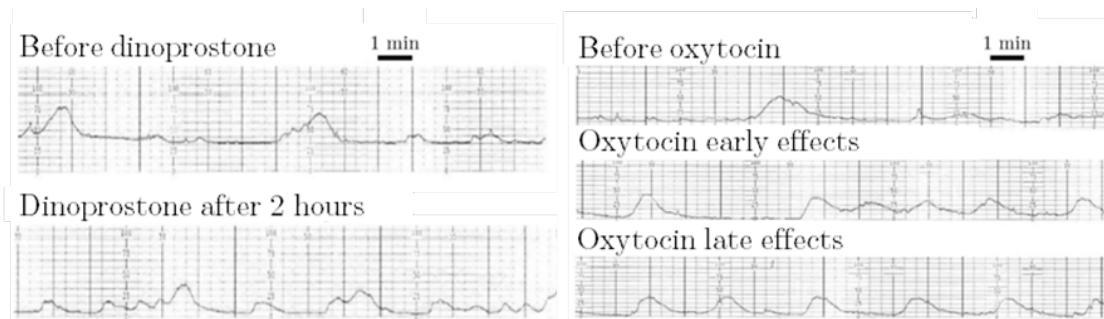 Before dinoprostone
1 min
Dinoprostone after 2 hours
Before oxytocin
1 min
Oxytocin early effects
Oxytocin late effects